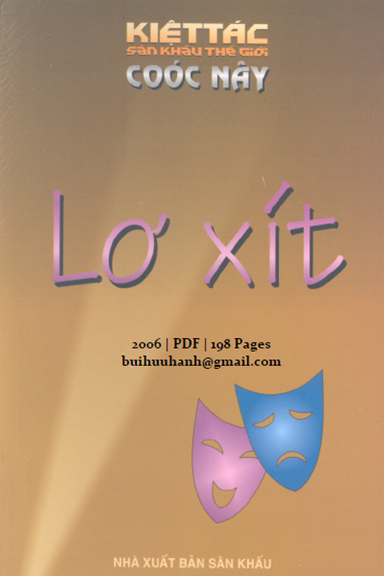 KIỆT TÁC
SÂN KHẤU THẾ GIỚI
COÓC NÂY
Lơ xít
2006 | PDF | 198 Pages
buihuuhanh@gmail.com
NHÀ XUẤT BẢN SÂN KHẤU